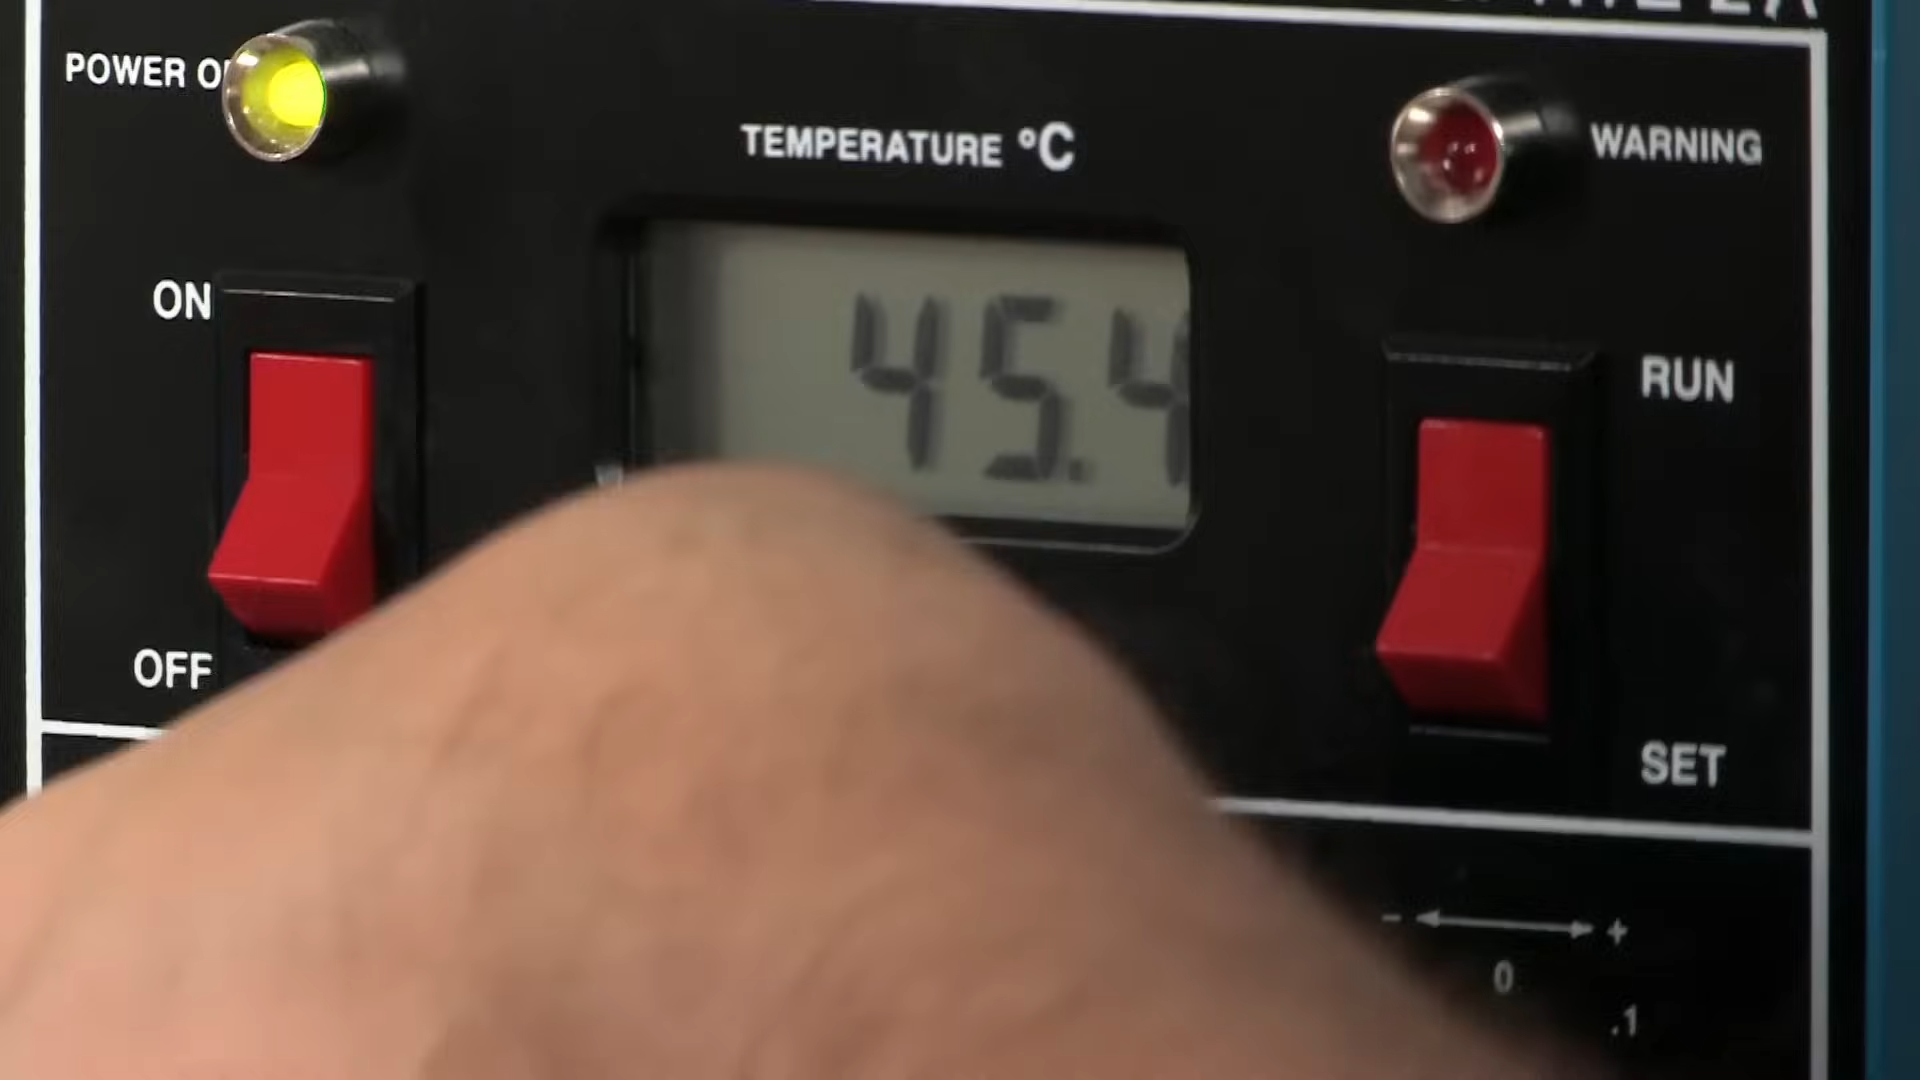 POWER
TEMPERATURE °C
WARNING
ON
45.4
RUN
OFF
SET
- +
0
.1